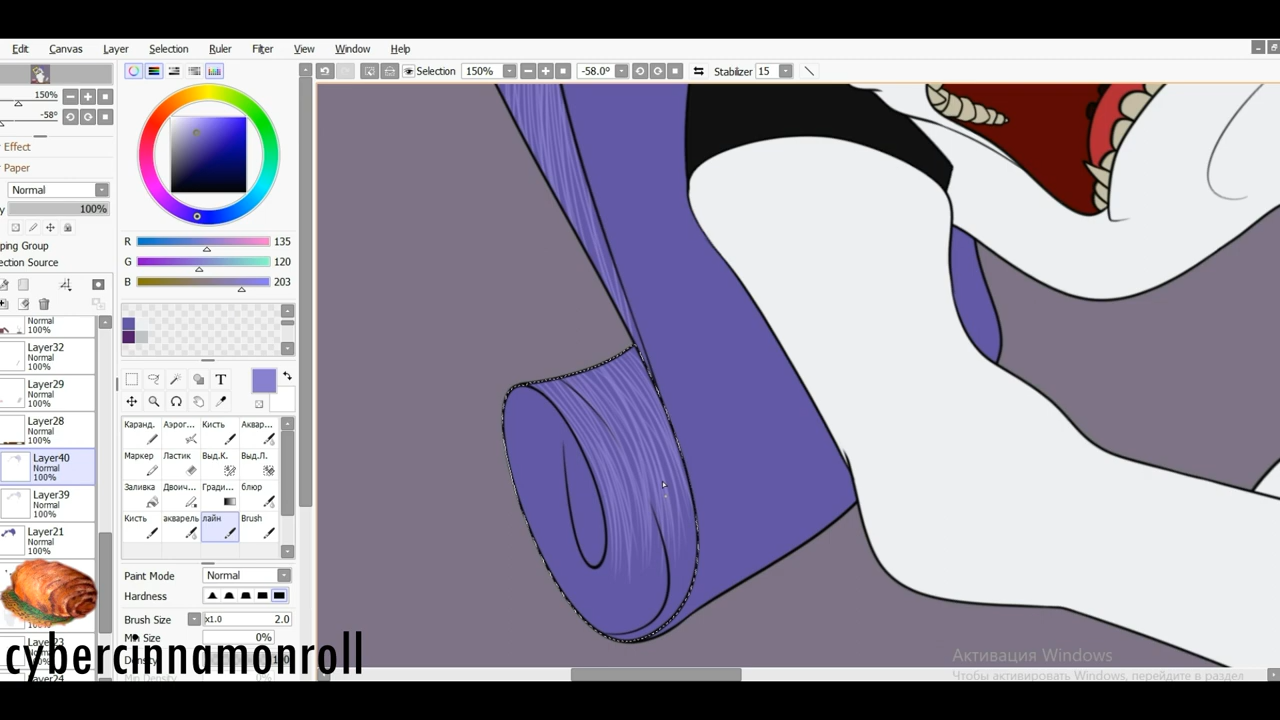 Edit Canvas Layer Selection Ruler Filter View Window Help
Selection 150% -58.0° Stabilizer 15
150%
-58°
Effect
Paper
Normal
100%
ping Group
ection Source
R 135
G 120
B 203
T
Normal
100%
Layer32
Normal
100%
Layer29
Normal
100%
Layer28
Normal
100%
Layer40
Normal
100%
Layer39
Normal
100%
Layer21
Normal
100%
Каранд. Аэрог... Кисть Аквар...
Маркер Ластик Выд.К. Выд.Л.
Заливка Двоич... Гради... блюр
Кисть акварель лайн Brush
Paint Mode Normal
Hardness
Brush Size x1.0 2.0
Min Size 0%
100%
cybercinnamonroll
Активация Windows
Чтобы активировать Windows, перейдите в раздел